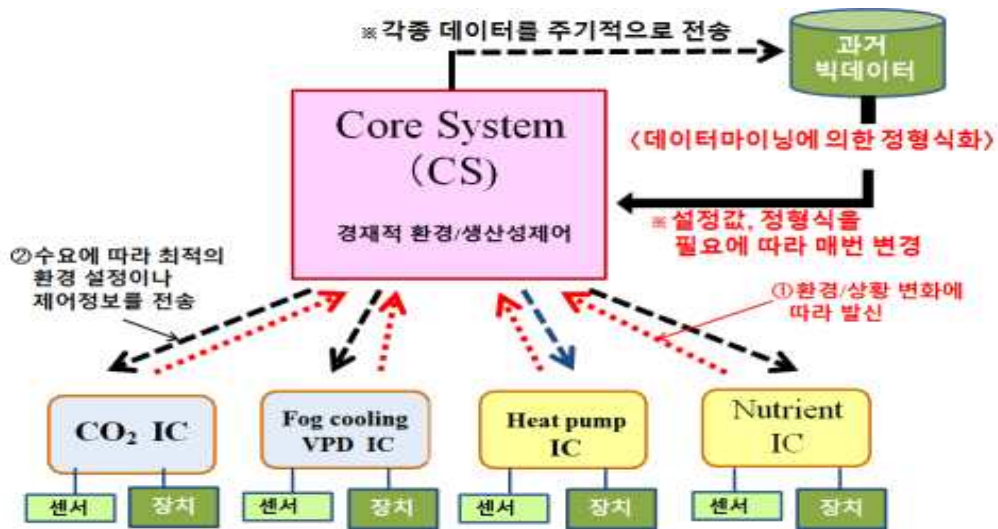 ※ 각종 데이터를 주기적으로 전송
과거
빅데이터
Core System
(CS)
경재적 환경/생산성제어
<데이터마이닝에 의한 정형식화>
※ 설정값, 정형식을
필요에 따라 매번 변경
②수요에 따라 최적의
환경 설정이나
제어정보를 전송
①환경/상황 변화에
따라 발신
CO₂ IC
Fog cooling
VPD IC
Heat pump
IC
Nutrient
IC
센서
장치
센서
장치
센서
장치
센서
장치